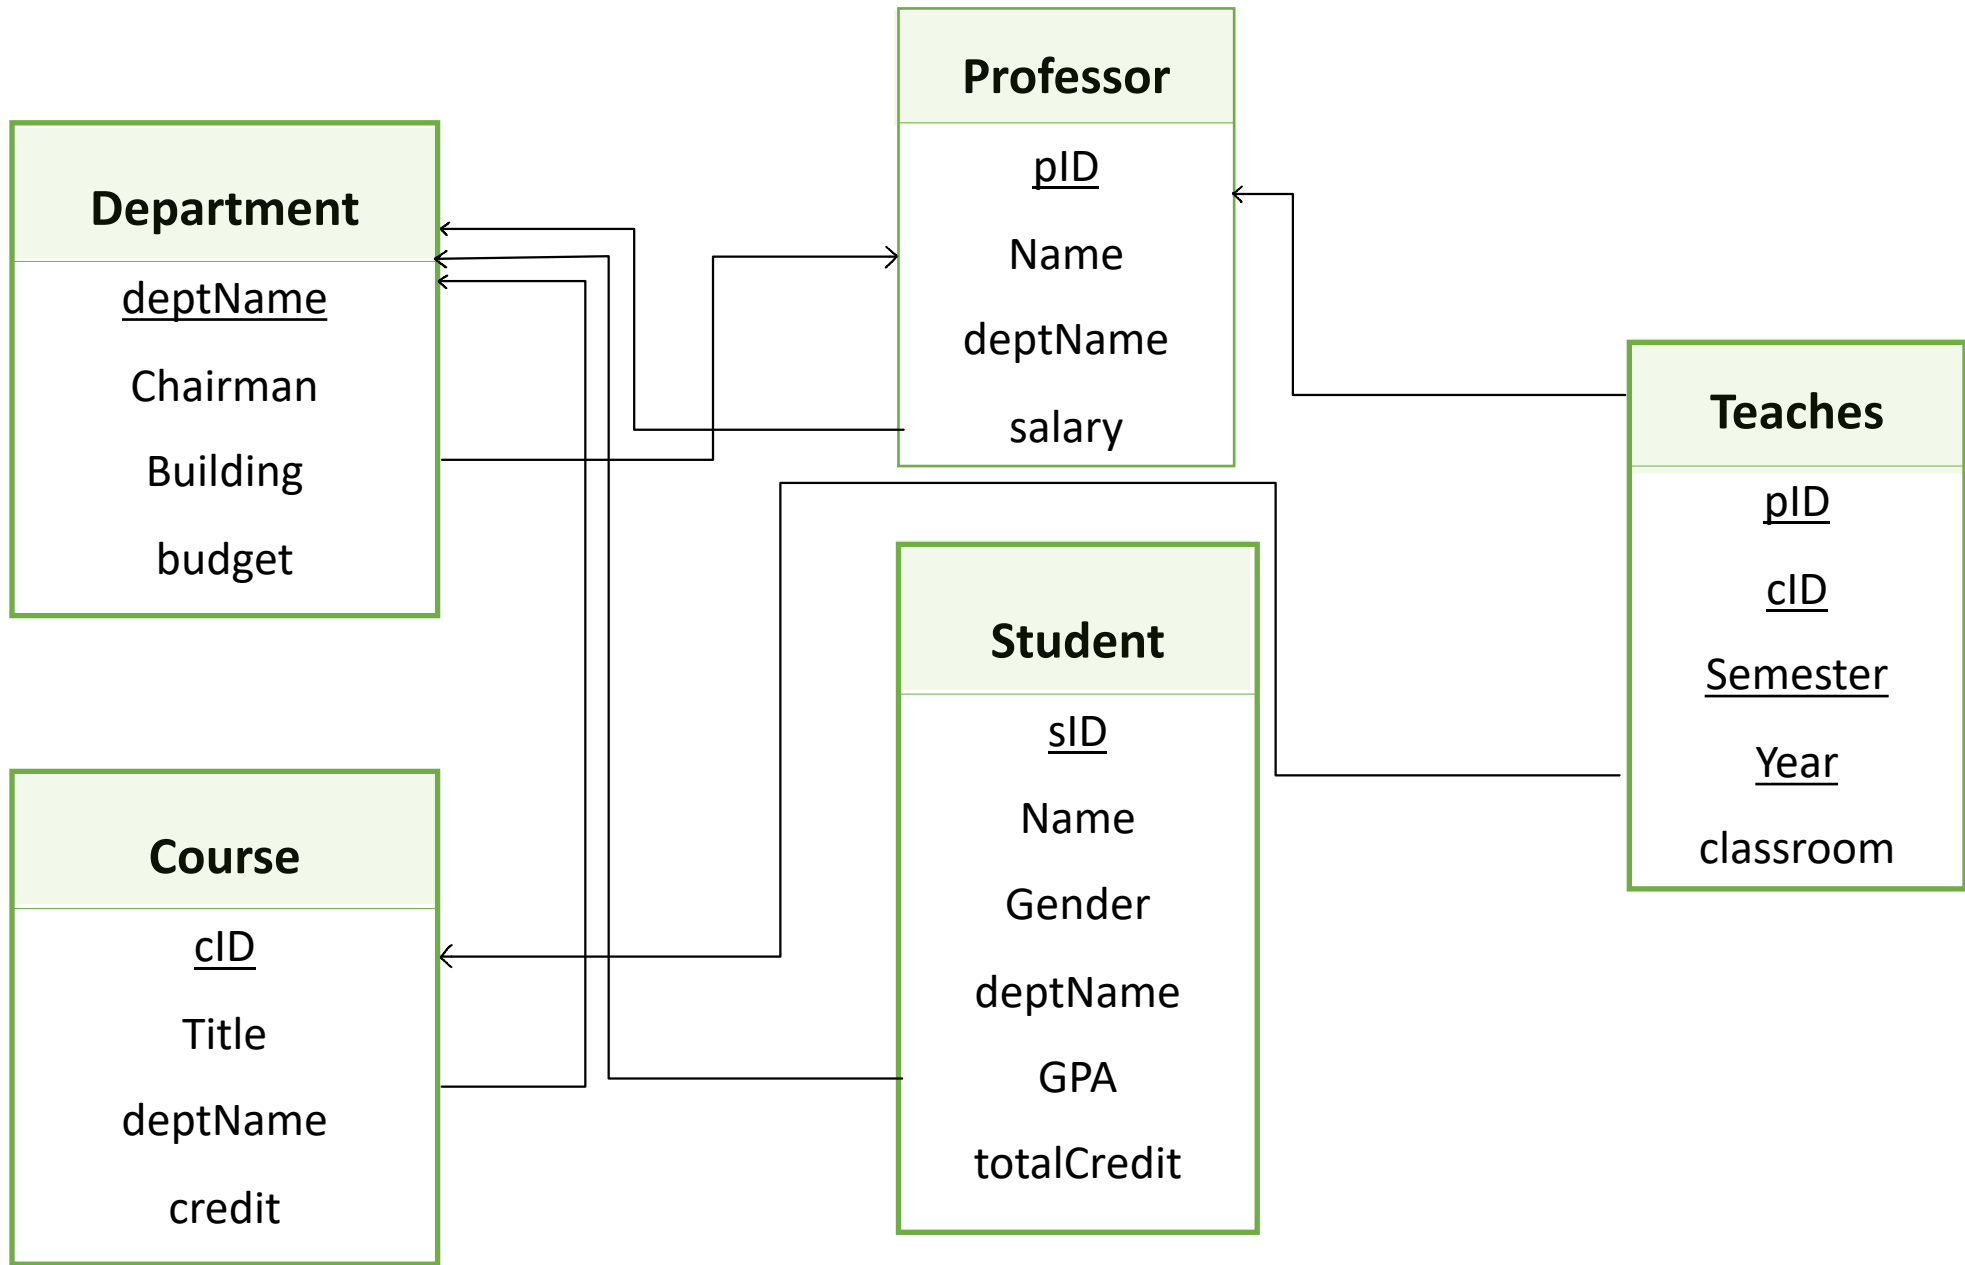 Professor
pID
Name
deptName
salary
Department
deptName
Chairman
Building
budget
Teaches
pID
cID
Semester
Year
classroom
Student
sID
Name
Gender
deptName
GPA
totalCredit
Course
cID
Title
deptName
credit